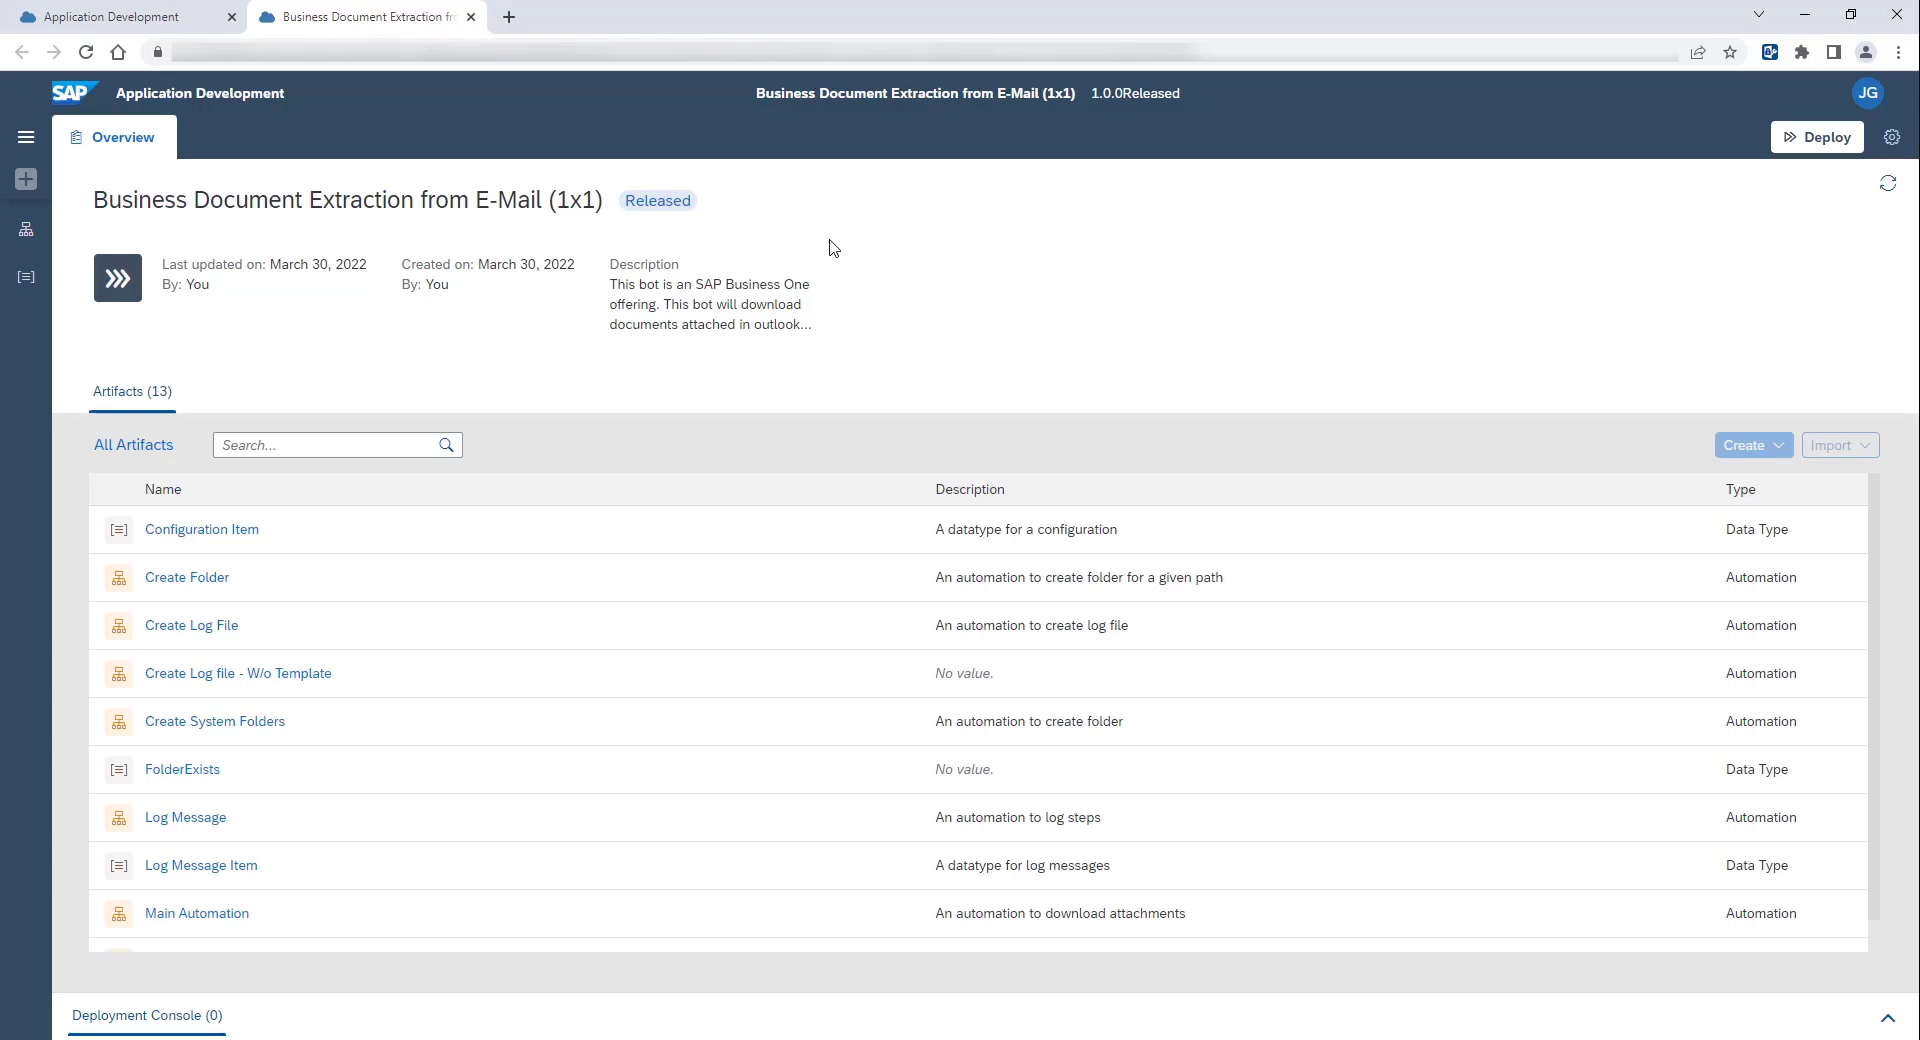 Application Development
Business Document Extraction fr
SAP
Application Development
Business Document Extraction from E-Mail (1x1) 1.0.0Released
JG
Overview
Deploy
Business Document Extraction from E-Mail (1x1) Released
Last updated on: March 30, 2022
By: You
Created on: March 30, 2022
By: You
Description
This bot is an SAP Business One
offering. This bot will download
documents attached in outlook...
Artifacts (13)
All Artifacts
Search...
Create
Import
Name Description Type
Configuration Item A datatype for a configuration Data Type
Create Folder An automation to create folder for a given path Automation
Create Log File An automation to create log file Automation
Create Log file - W/o Template No value. Automation
Create System Folders An automation to create folder Automation
FolderExists No value. Data Type
Log Message An automation to log steps Automation
Log Message Item A datatype for log messages Data Type
Main Automation An automation to download attachments Automation
Deployment Console (0)